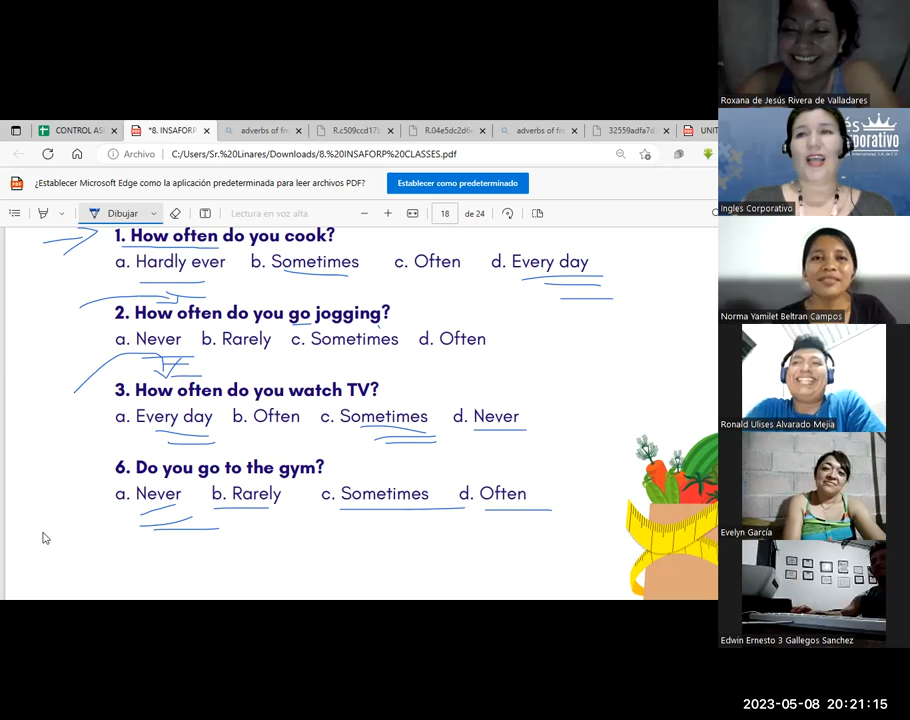 Roxana de Jesús Rivera de Valladares
CONTROL AS
*8. INSAFORP
adverbs of fre
R.c509ccd17b
R.04e5dc2d6
adverbs of fre
32559adfa7d
UNIT
Archivo
C:/Users/Sr.%20Linares/Downloads/8.%20INSAFORP%20CLASSES.pdf
¿Establecer Microsoft Edge como la aplicación predeterminada para leer archivos PDF?
Establecer como predeterminado
Dibujar
Lectura en voz alta
18
de 24
1. How often do you cook?
a. Hardly ever b. Sometimes c. Often d. Every day
2. How often do you go jogging?
a. Never b. Rarely c. Sometimes d. Often
3. How often do you watch TV?
a. Every day b. Often c. Sometimes d. Never
6. Do you go to the gym?
a. Never b. Rarely c. Sometimes d. Often
Ingles Corporativo
Norma Yamilet Beltran Campos
Ronald Ulises Alvarado Mejia
Evelyn García
Edwin Ernesto 3 Gallegos Sanchez
2023-05-08 20:21:15